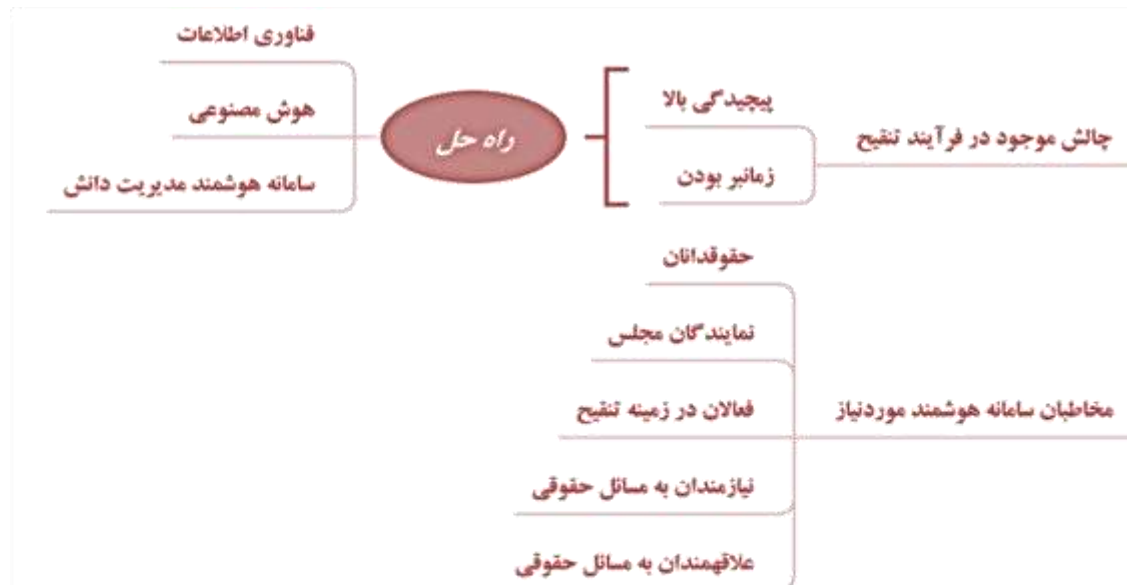 چالش موجود در فرآیند تنقیح
پیچیدگی بالا
زمانبر بودن
راه حل
فناوری اطلاعات
هوش مصنوعی
سامانه هوشمند مدیریت دانش
مخاطبان سامانه هوشمند موردنیاز
حقوقدانان
نمایندگان مجلس
فعالان در زمینه تنقیح
نیازمندان به مسائل حقوقی
علاقهمندان به مسائل حقوقی